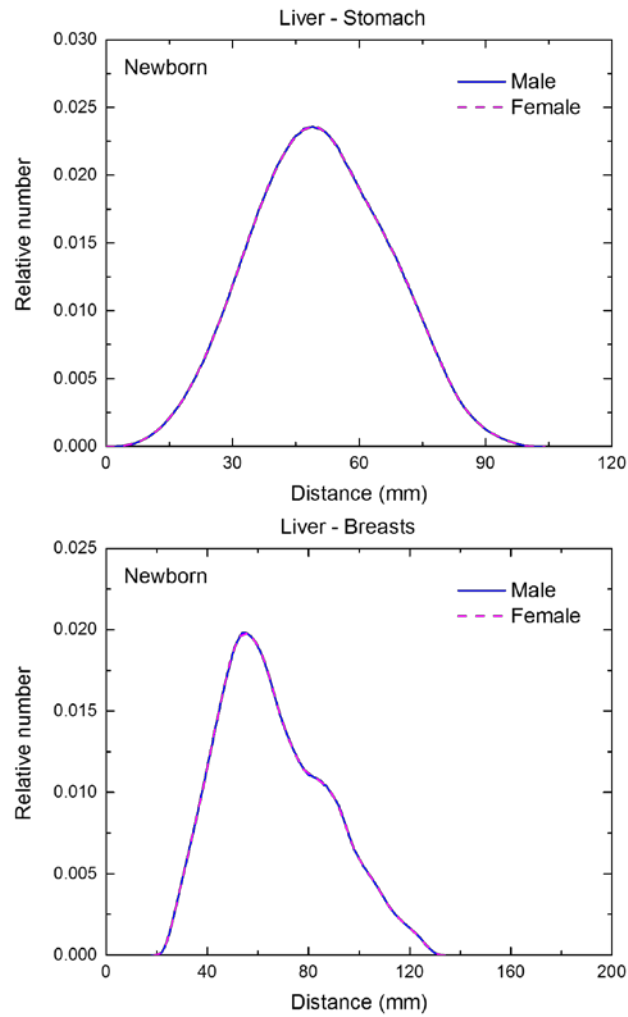 Liver - Stomach
0.030
Newborn
Male
Female
0.025
0.020
0.015
0.010
0.005
0.000
Relative number
0 30 60 90 120
Distance (mm)
Liver - Breasts
0.025
Newborn
Male
Female
0.020
0.015
0.010
0.005
0.000
Relative number
0 40 80 120 160 200
Distance (mm)